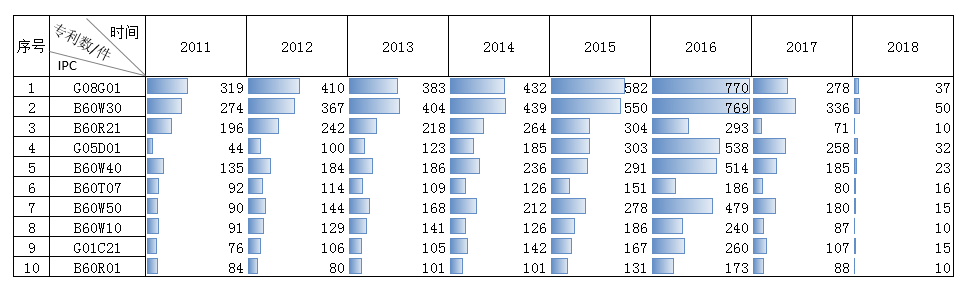 序号 时间 专利数/件 IPC 2011 2012 2013 2014 2015 2016 2017 2018
1 G08G01 319 410 383 432 582 770 278 37
2 B60W30 274 367 404 439 550 769 336 50
3 B60R21 196 242 218 264 304 293 71 10
4 G05D01 44 100 123 185 303 538 258 32
5 B60W40 135 184 186 236 291 514 185 23
6 B60T07 92 114 109 126 151 186 80 16
7 B60W50 90 144 168 212 278 479 180 15
8 B60W10 91 129 141 126 186 240 87 10
9 G01C21 76 106 105 142 167 260 107 15
10 B60R01 84 80 101 101 131 173 88 10